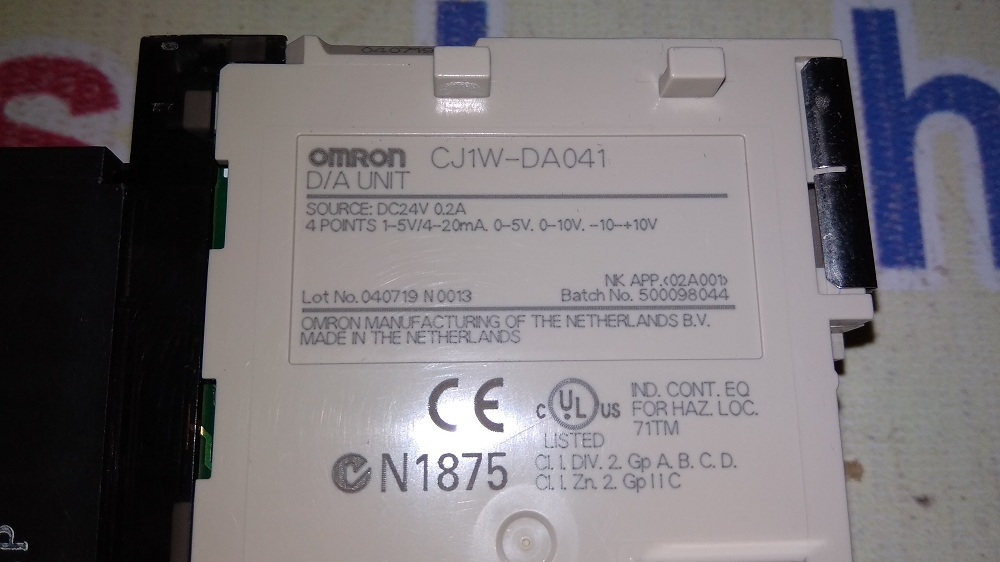 040719
OMRON CJ1W-DA041
D/A UNIT
SOURCE: DC24V 0.2A
4 POINTS 1-5V/4-20mA. 0-5V. 0-10V. -10-+10V
NK APP.<02A001>
Lot No. 040719 N0013 Batch No. 500098044
OMRON MANUFACTURING OF THE NETHERLANDS B.V.
MADE IN THE NETHERLANDS
CE
C UL US
LISTED
IND. CONT. EQ
FOR HAZ. LOC.
71TM
N1875
Cl. I. DIV. 2. Gp A. B. C. D.
Cl. I. Zn. 2. Gp II C